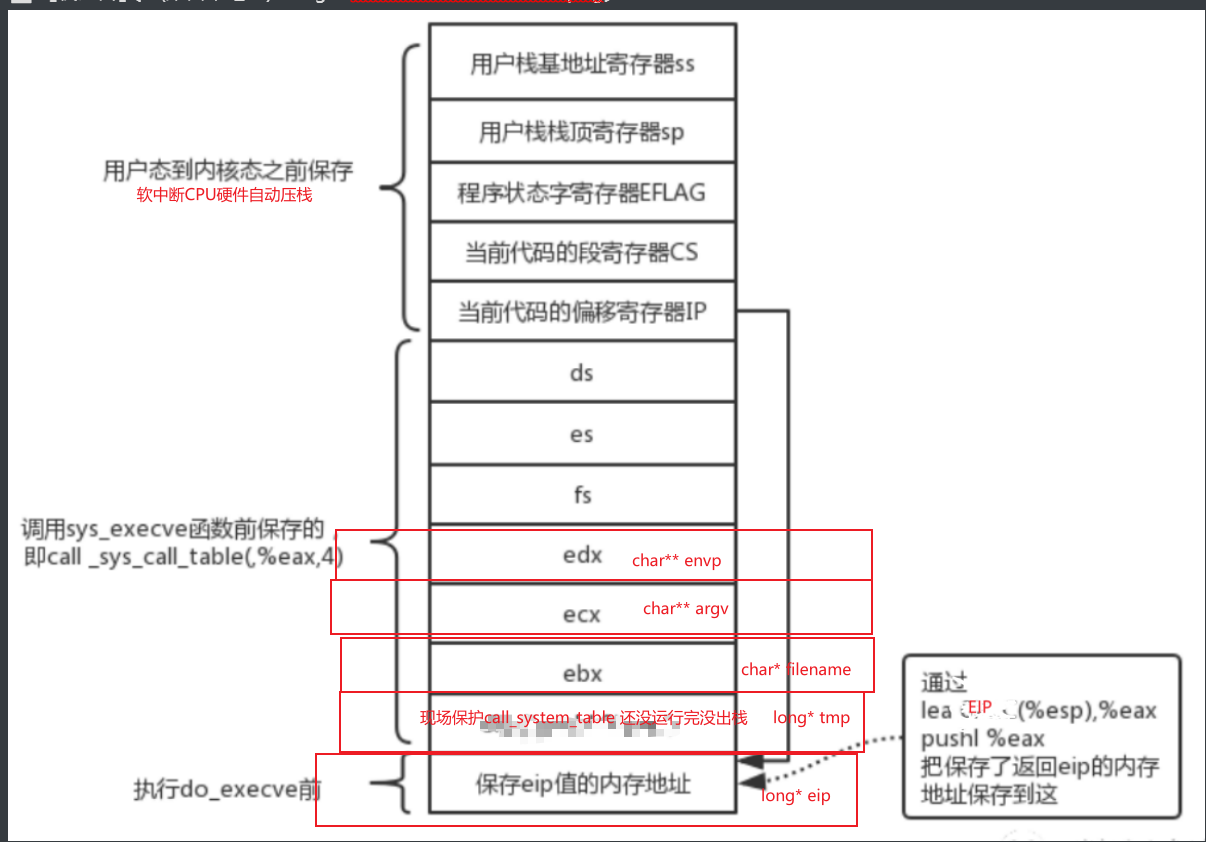 用户栈基地址寄存器ss
用户栈栈顶寄存器sp
用户态到内核态之前保存
软中断CPU硬件自动压栈
程序状态字寄存器EFLAG
当前代码的段寄存器CS
当前代码的偏移寄存器IP
ds
es
fs
调用sys_execve函数前保存的，
即call _sys_call_table(,%eax,4)
edx
char** envp
ecx
char** argv
ebx
char* filename
现场保护call_system_table 还没运行完没出栈
long* tmp
执行do_execve前
保存eip值的内存地址
long* eip
通过
lea EIP (%esp),%eax
pushl %eax
把保存了返回eip的内存
地址保存到这